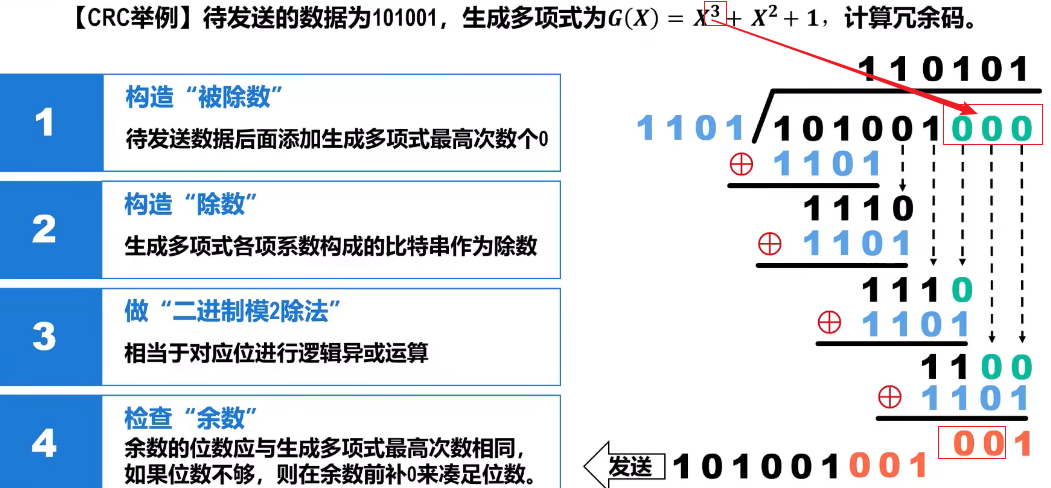 【CRC举例】待发送的数据为101001，生成多项式为G(X) = X³ + X² + 1，计算冗余码。
1
构造“被除数”
待发送数据后面添加生成多项式最高次数个0
2
构造“除数”
生成多项式各项系数构成的比特串作为除数
3
做“二进制模2除法”
相当于对应位进行逻辑异或运算
4
检查“余数”
余数的位数应与生成多项式最高次数相同，
如果位数不够，则在余数前补0来凑足位数。
110101
1101 101001000
⊕ 1101
1110
⊕ 1101
1110
⊕ 1101
1100
⊕ 1101
001
发送 101001001